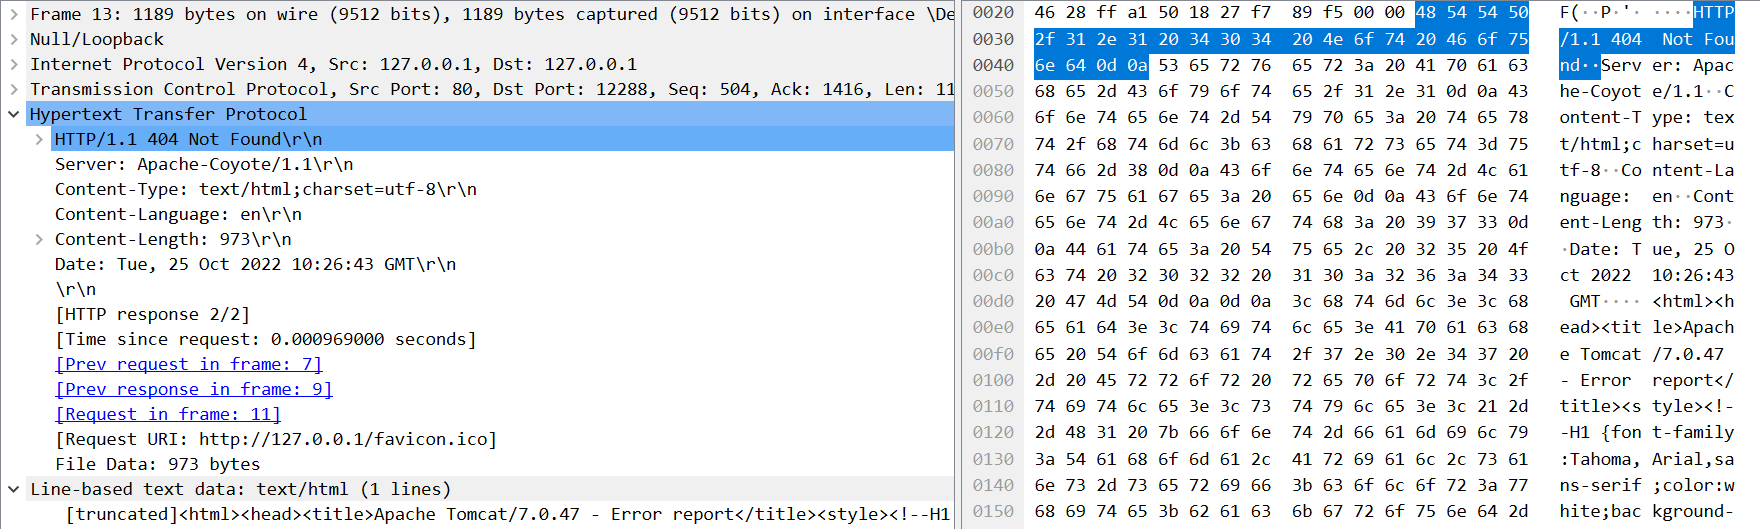 Frame 13: 1189 bytes on wire (9512 bits), 1189 bytes captured (9512 bits) on interface \De
Null/Loopback
Internet Protocol Version 4, Src: 127.0.0.1, Dst: 127.0.0.1
Transmission Control Protocol, Src Port: 80, Dst Port: 12288, Seq: 504, Ack: 1416, Len: 11
Hypertext Transfer Protocol
HTTP/1.1 404 Not Found\r\n
Server: Apache-Coyote/1.1\r\n
Content-Type: text/html;charset=utf-8\r\n
Content-Language: en\r\n
Content-Length: 973\r\n
Date: Tue, 25 Oct 2022 10:26:43 GMT\r\n
\r\n
[HTTP response 2/2]
[Time since request: 0.000969000 seconds]
[Prev request in frame: 7]
[Prev response in frame: 9]
[Request in frame: 11]
[Request URI: http://127.0.0.1/favicon.ico]
File Data: 973 bytes
Line-based text data: text/html (1 lines)
[truncated]<html><head><title>Apache Tomcat/7.0.47 - Error report</title><style><!--H1
0020 46 28 ff a1 50 18 27 f7 89 f5 00 00 48 54 54 50 F(··P·'· ····HTTP
0030 2f 31 2e 31 20 34 30 34 20 4e 6f 74 20 46 6f 75 /1.1 404 Not Fou
0040 6e 64 0d 0a 53 65 72 76 65 72 3a 20 41 70 61 63 nd··Serv er: Apac
0050 68 65 2d 43 6f 79 6f 74 65 2f 31 2e 31 0d 0a 43 he-Coyot e/1.1··C
0060 6f 6e 74 65 6e 74 2d 54 79 70 65 3a 20 74 65 78 ontent-T ype: tex
0070 74 2f 68 74 6d 6c 3b 63 68 61 72 73 65 74 3d 75 t/html;c harset=u
0080 74 66 2d 38 0d 0a 43 6f 6e 74 65 6e 74 2d 4c 61 tf-8··Co ntent-La
0090 6e 67 75 61 67 65 3a 20 65 6e 0d 0a 43 6f 6e 74 nguage: en··Cont
00a0 65 6e 74 2d 4c 65 6e 67 74 68 3a 20 39 37 33 0d ent-Leng th: 973·
00b0 0a 44 61 74 65 3a 20 54 75 65 2c 20 32 35 20 4f ·Date: T ue, 25 O
00c0 63 74 20 32 30 32 32 20 31 30 3a 32 36 3a 34 33 ct 2022 10:26:43
00d0 20 47 4d 54 0d 0a 0d 0a 3c 68 74 6d 6c 3e 3c 68 GMT···· <html><h
00e0 65 61 64 3e 3c 74 69 74 6c 65 3e 41 70 61 63 68 ead><tit le>Apach
00f0 65 20 54 6f 6d 63 61 74 2f 37 2e 30 2e 34 37 20 e Tomcat /7.0.47
0100 2d 20 45 72 72 6f 72 20 72 65 70 6f 72 74 3c 2f - Error report</
0110 74 69 74 6c 65 3e 3c 73 74 79 6c 65 3e 3c 21 2d title><s tyle><!-
0120 2d 48 31 20 7b 66 6f 6e 74 2d 66 61 6d 69 6c 79 -H1 {fon t-family
0130 3a 54 61 68 6f 6d 61 2c 41 72 69 61 6c 2c 73 61 :Tahoma, Arial,sa
0140 6e 73 2d 73 65 72 69 66 3b 63 6f 6c 6f 72 3a 77 ns-serif ;color:w
0150 68 69 74 65 3b 62 61 63 6b 67 72 6f 75 6e 64 2d hite;bac kground-